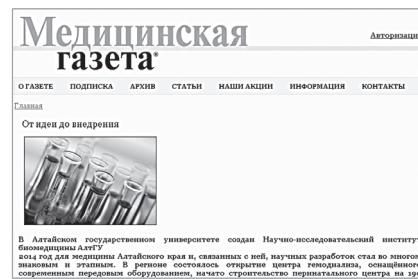 Медицинская
газета®
Авторизаци
О ГАЗЕТЕ ПОДПИСКА АРХИВ СТАТЬИ НАШИ АКЦИИ ИНФОРМАЦИЯ КОНТАКТЫ
Главная
От идеи до внедрения
В Алтайском государственном университете создан Научно-исследовательский институт
биомедицины АлтГУ
2014 год для медицины Алтайского края и, связанных с ней, научных разработок стал во многом
знаковым и этапным. В регионе состоялось открытие центра гемодиализа, оснащённого
современным передовым оборудованием, начато строительство перинатального центра на 190